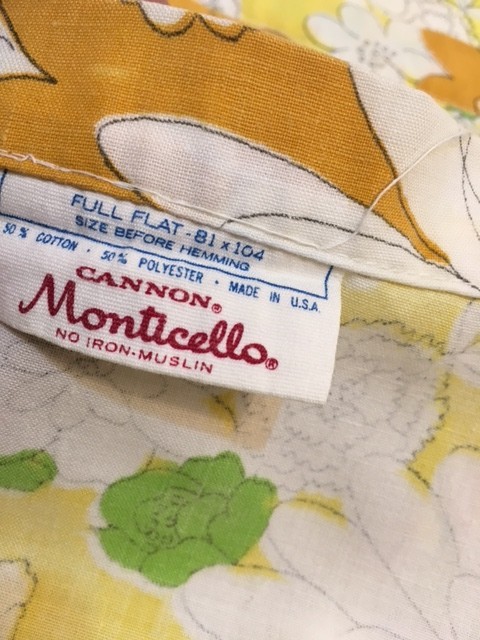 FULL FLAT - 81 x 104
SIZE BEFORE HEMMING
50% COTTON · 50% POLYESTER · MADE IN U.S.A.
CANNON®
Monticello®
NO IRON-MUSLIN